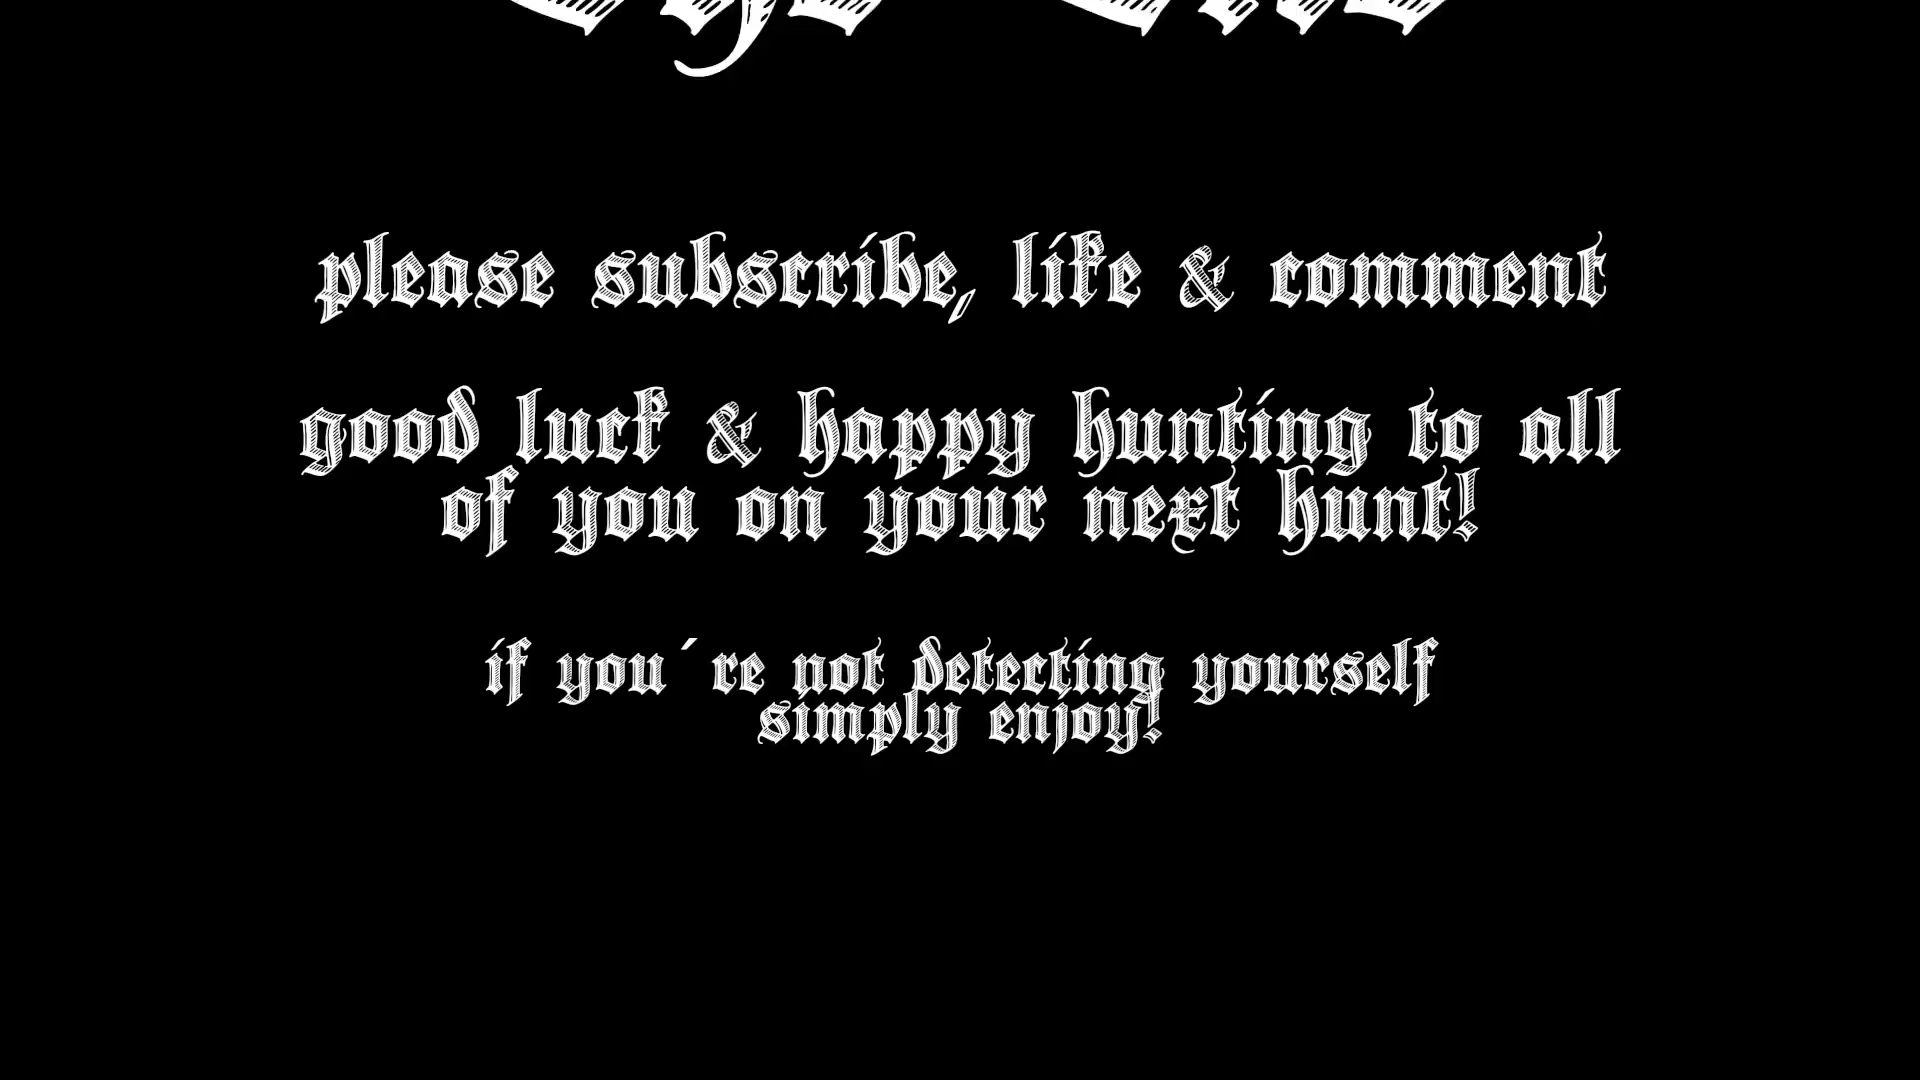 please subscribe, like & comment
good luck & happy hunting to all
of you on your next hunt!
if you´re not detecting yourself
simply enjoy!